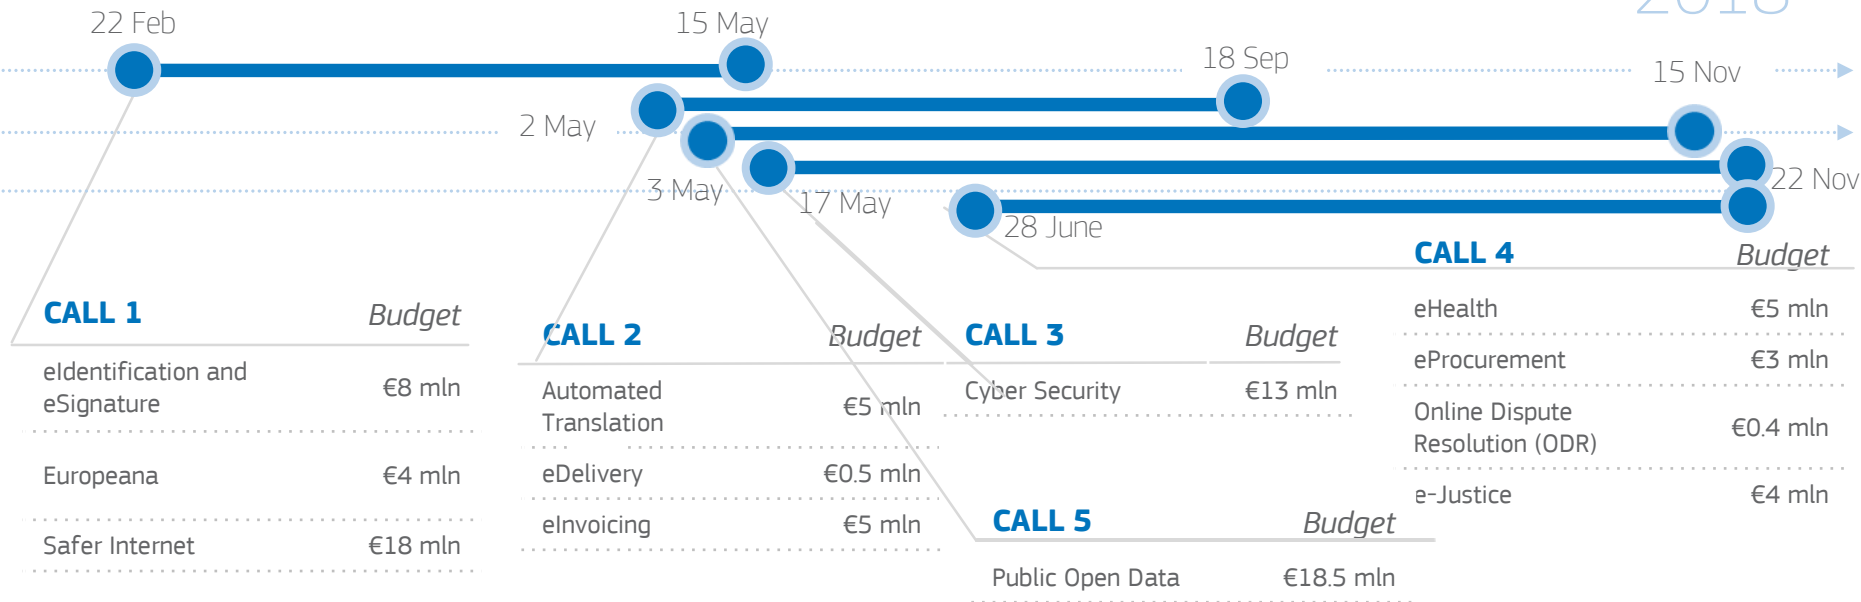 2018
22 Feb
15 May
18 Sep
15 Nov
2 May
3 May
17 May
22 Nov
28 June
CALL 1 Budget
eIdentification and
eSignature €8 mln
Europeana €4 mln
Safer Internet €18 mln
CALL 2 Budget
Automated
Translation €5 mln
eDelivery €0.5 mln
eInvoicing €5 mln
CALL 3 Budget
Cyber Security €13 mln
CALL 4 Budget
eHealth €5 mln
eProcurement €3 mln
Online Dispute
Resolution (ODR) €0.4 mln
e-Justice €4 mln
CALL 5 Budget
Public Open Data €18.5 mln